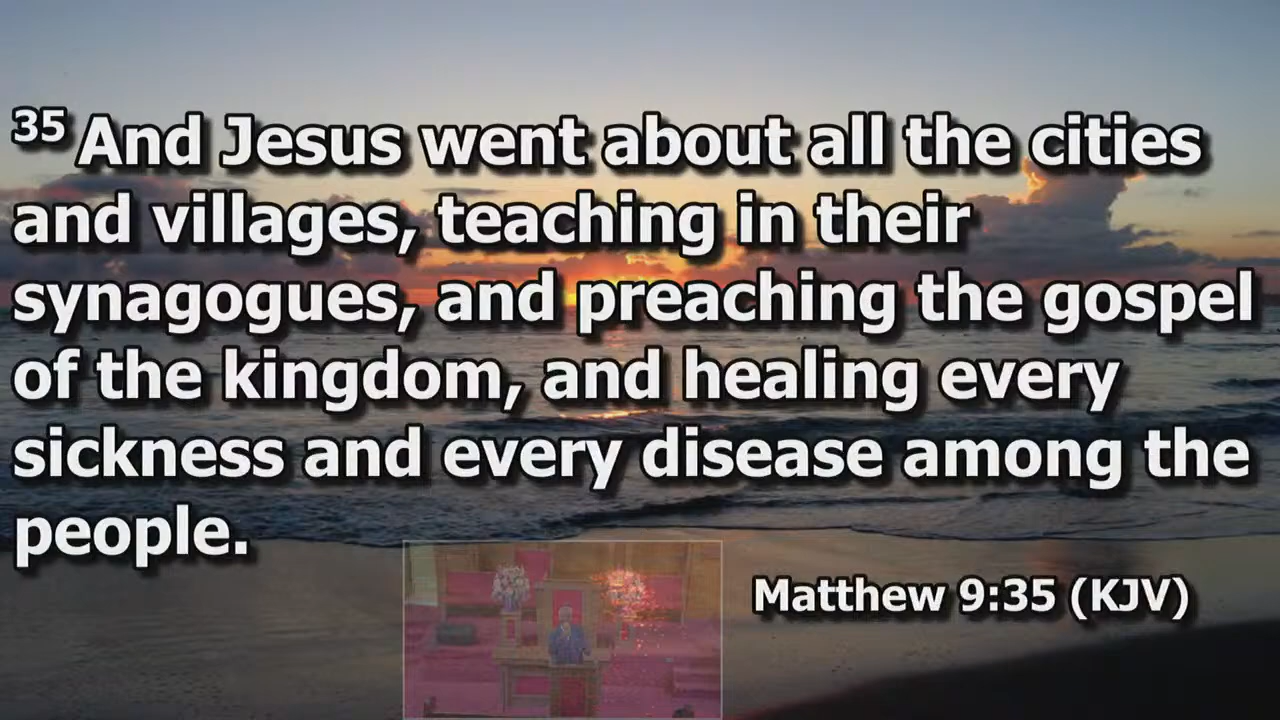 35 And Jesus went about all the cities
and villages, teaching in their
synagogues, and preaching the gospel
of the kingdom, and healing every
sickness and every disease among the
people.
Matthew 9:35 (KJV)